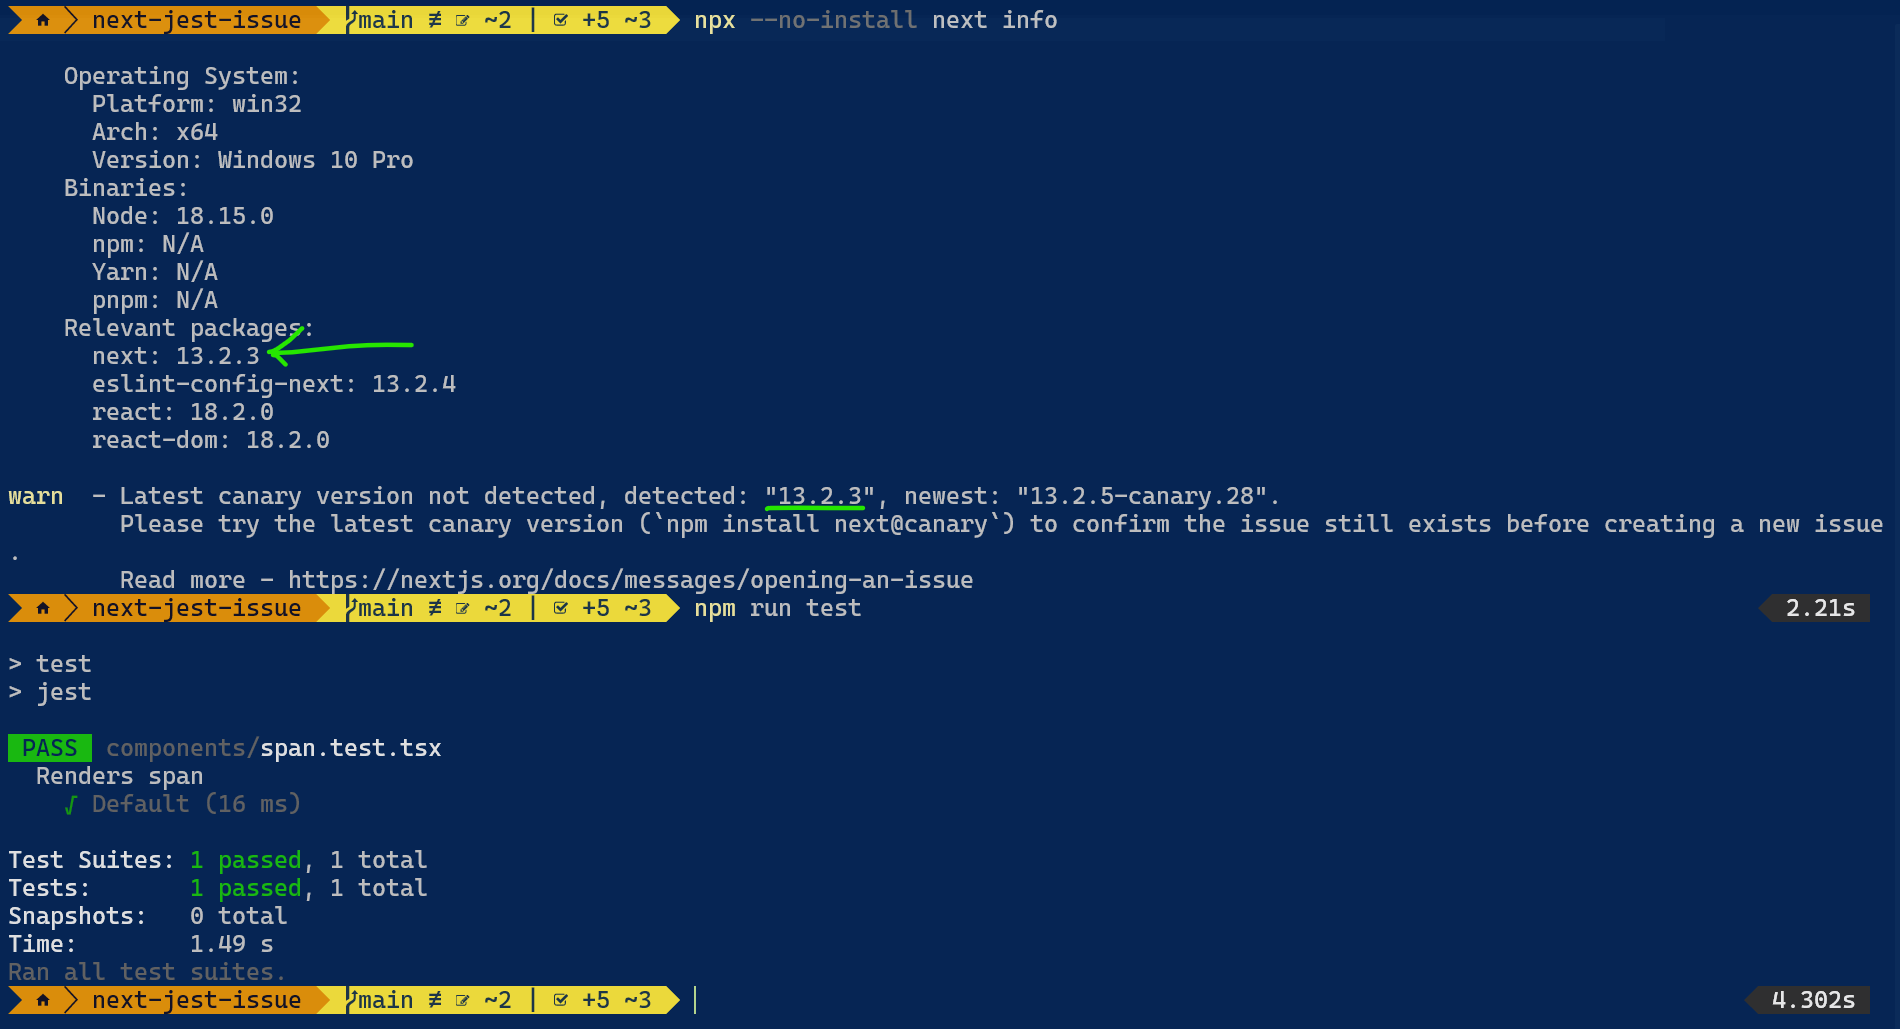 next-jest-issue main ≢ ~2 | +5 ~3 npx --no-install next info
Operating System:
Platform: win32
Arch: x64
Version: Windows 10 Pro
Binaries:
Node: 18.15.0
npm: N/A
Yarn: N/A
pnpm: N/A
Relevant packages:
next: 13.2.3
eslint-config-next: 13.2.4
react: 18.2.0
react-dom: 18.2.0
warn  - Latest canary version not detected, detected: "13.2.3", newest: "13.2.5-canary.28".
Please try the latest canary version (`npm install next@canary`) to confirm the issue still exists before creating a new issue
.
Read more - https://nextjs.org/docs/messages/opening-an-issue
next-jest-issue main ≢ ~2 | +5 ~3 npm run test 2.21s
> test
> jest
PASS components/span.test.tsx
Renders span
√ Default (16 ms)
Test Suites: 1 passed, 1 total
Tests: 1 passed, 1 total
Snapshots: 0 total
Time: 1.49 s
Ran all test suites.
next-jest-issue main ≢ ~2 | +5 ~3 4.302s